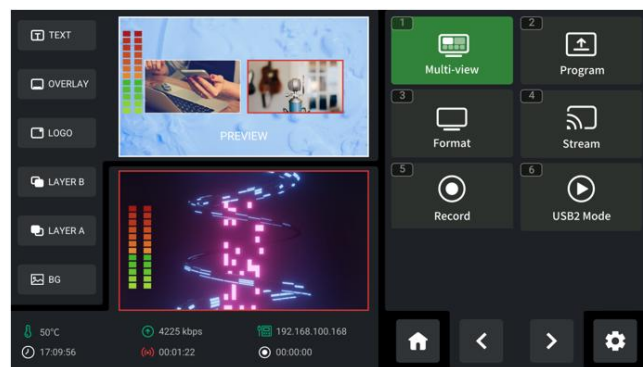 TEXT
OVERLAY
LOGO
LAYER B
LAYER A
BG
PREVIEW
50°C
4225 kbps
192.168.100.168
17:09:56
00:01:22
00:00:00
1
Multi-view
2
Program
3
Format
4
Stream
5
Record
6
USB2 Mode